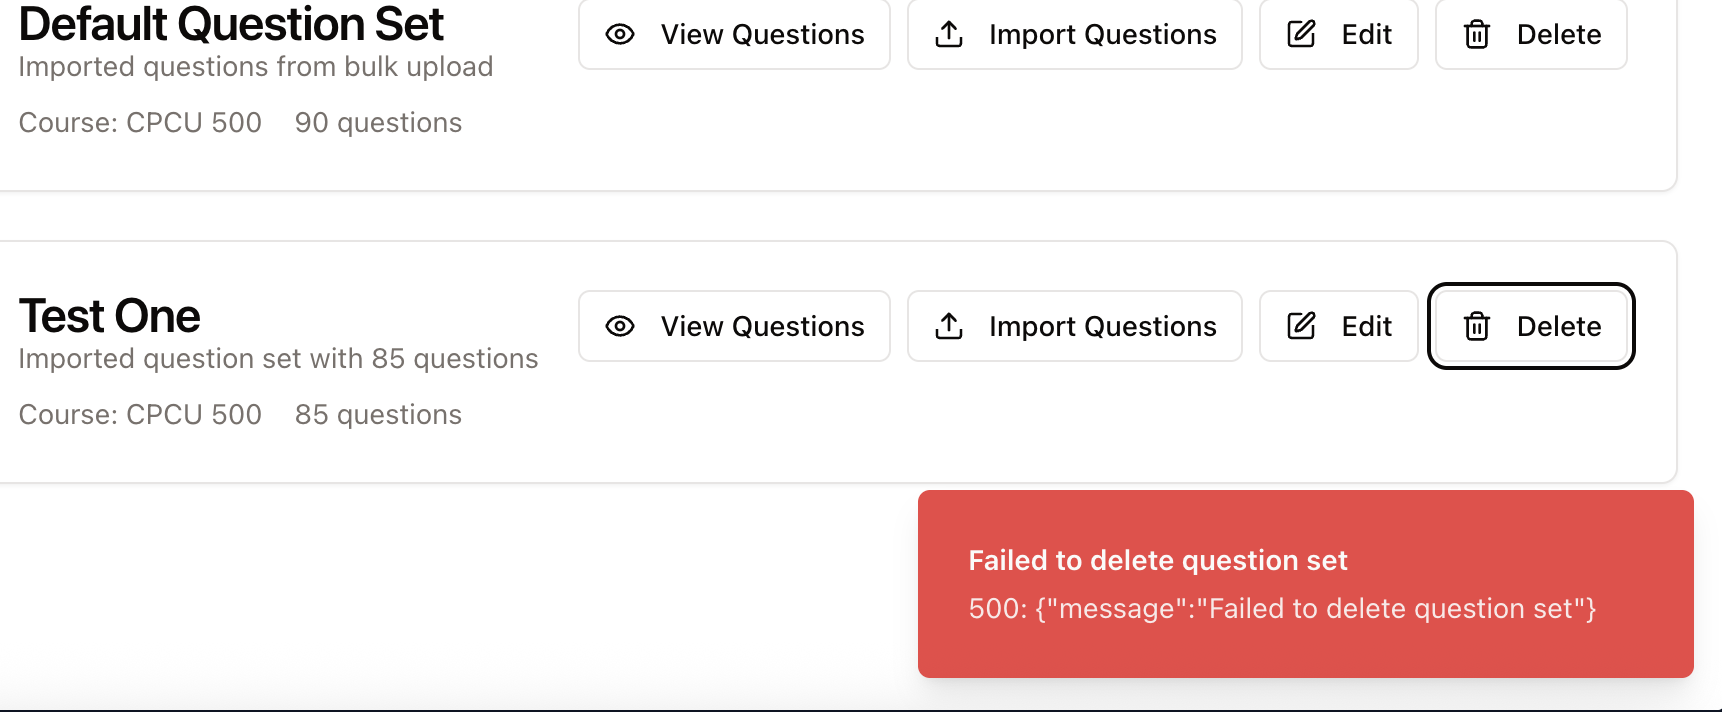 Default Question Set
View Questions
Import Questions
Edit
Delete
Imported questions from bulk upload
Course: CPCU 500
90 questions
Test One
View Questions
Import Questions
Edit
Delete
Imported question set with 85 questions
Course: CPCU 500
85 questions
Failed to delete question set
500: {"message":"Failed to delete question set"}